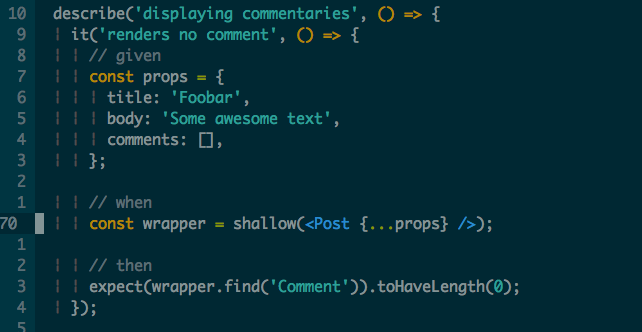 10 describe('displaying commentaries', () => {
9 | it('renders no comment', () => {
8 | | // given
7 | | const props = {
6 | | | title: 'Foobar',
5 | | | body: 'Some awesome text',
4 | | | comments: [],
3 | | };
2
1 | | // when
70 | | const wrapper = shallow(<Post {...props} />);
1
2 | | // then
3 | | expect(wrapper.find('Comment')).toHaveLength(0);
4 | });
5